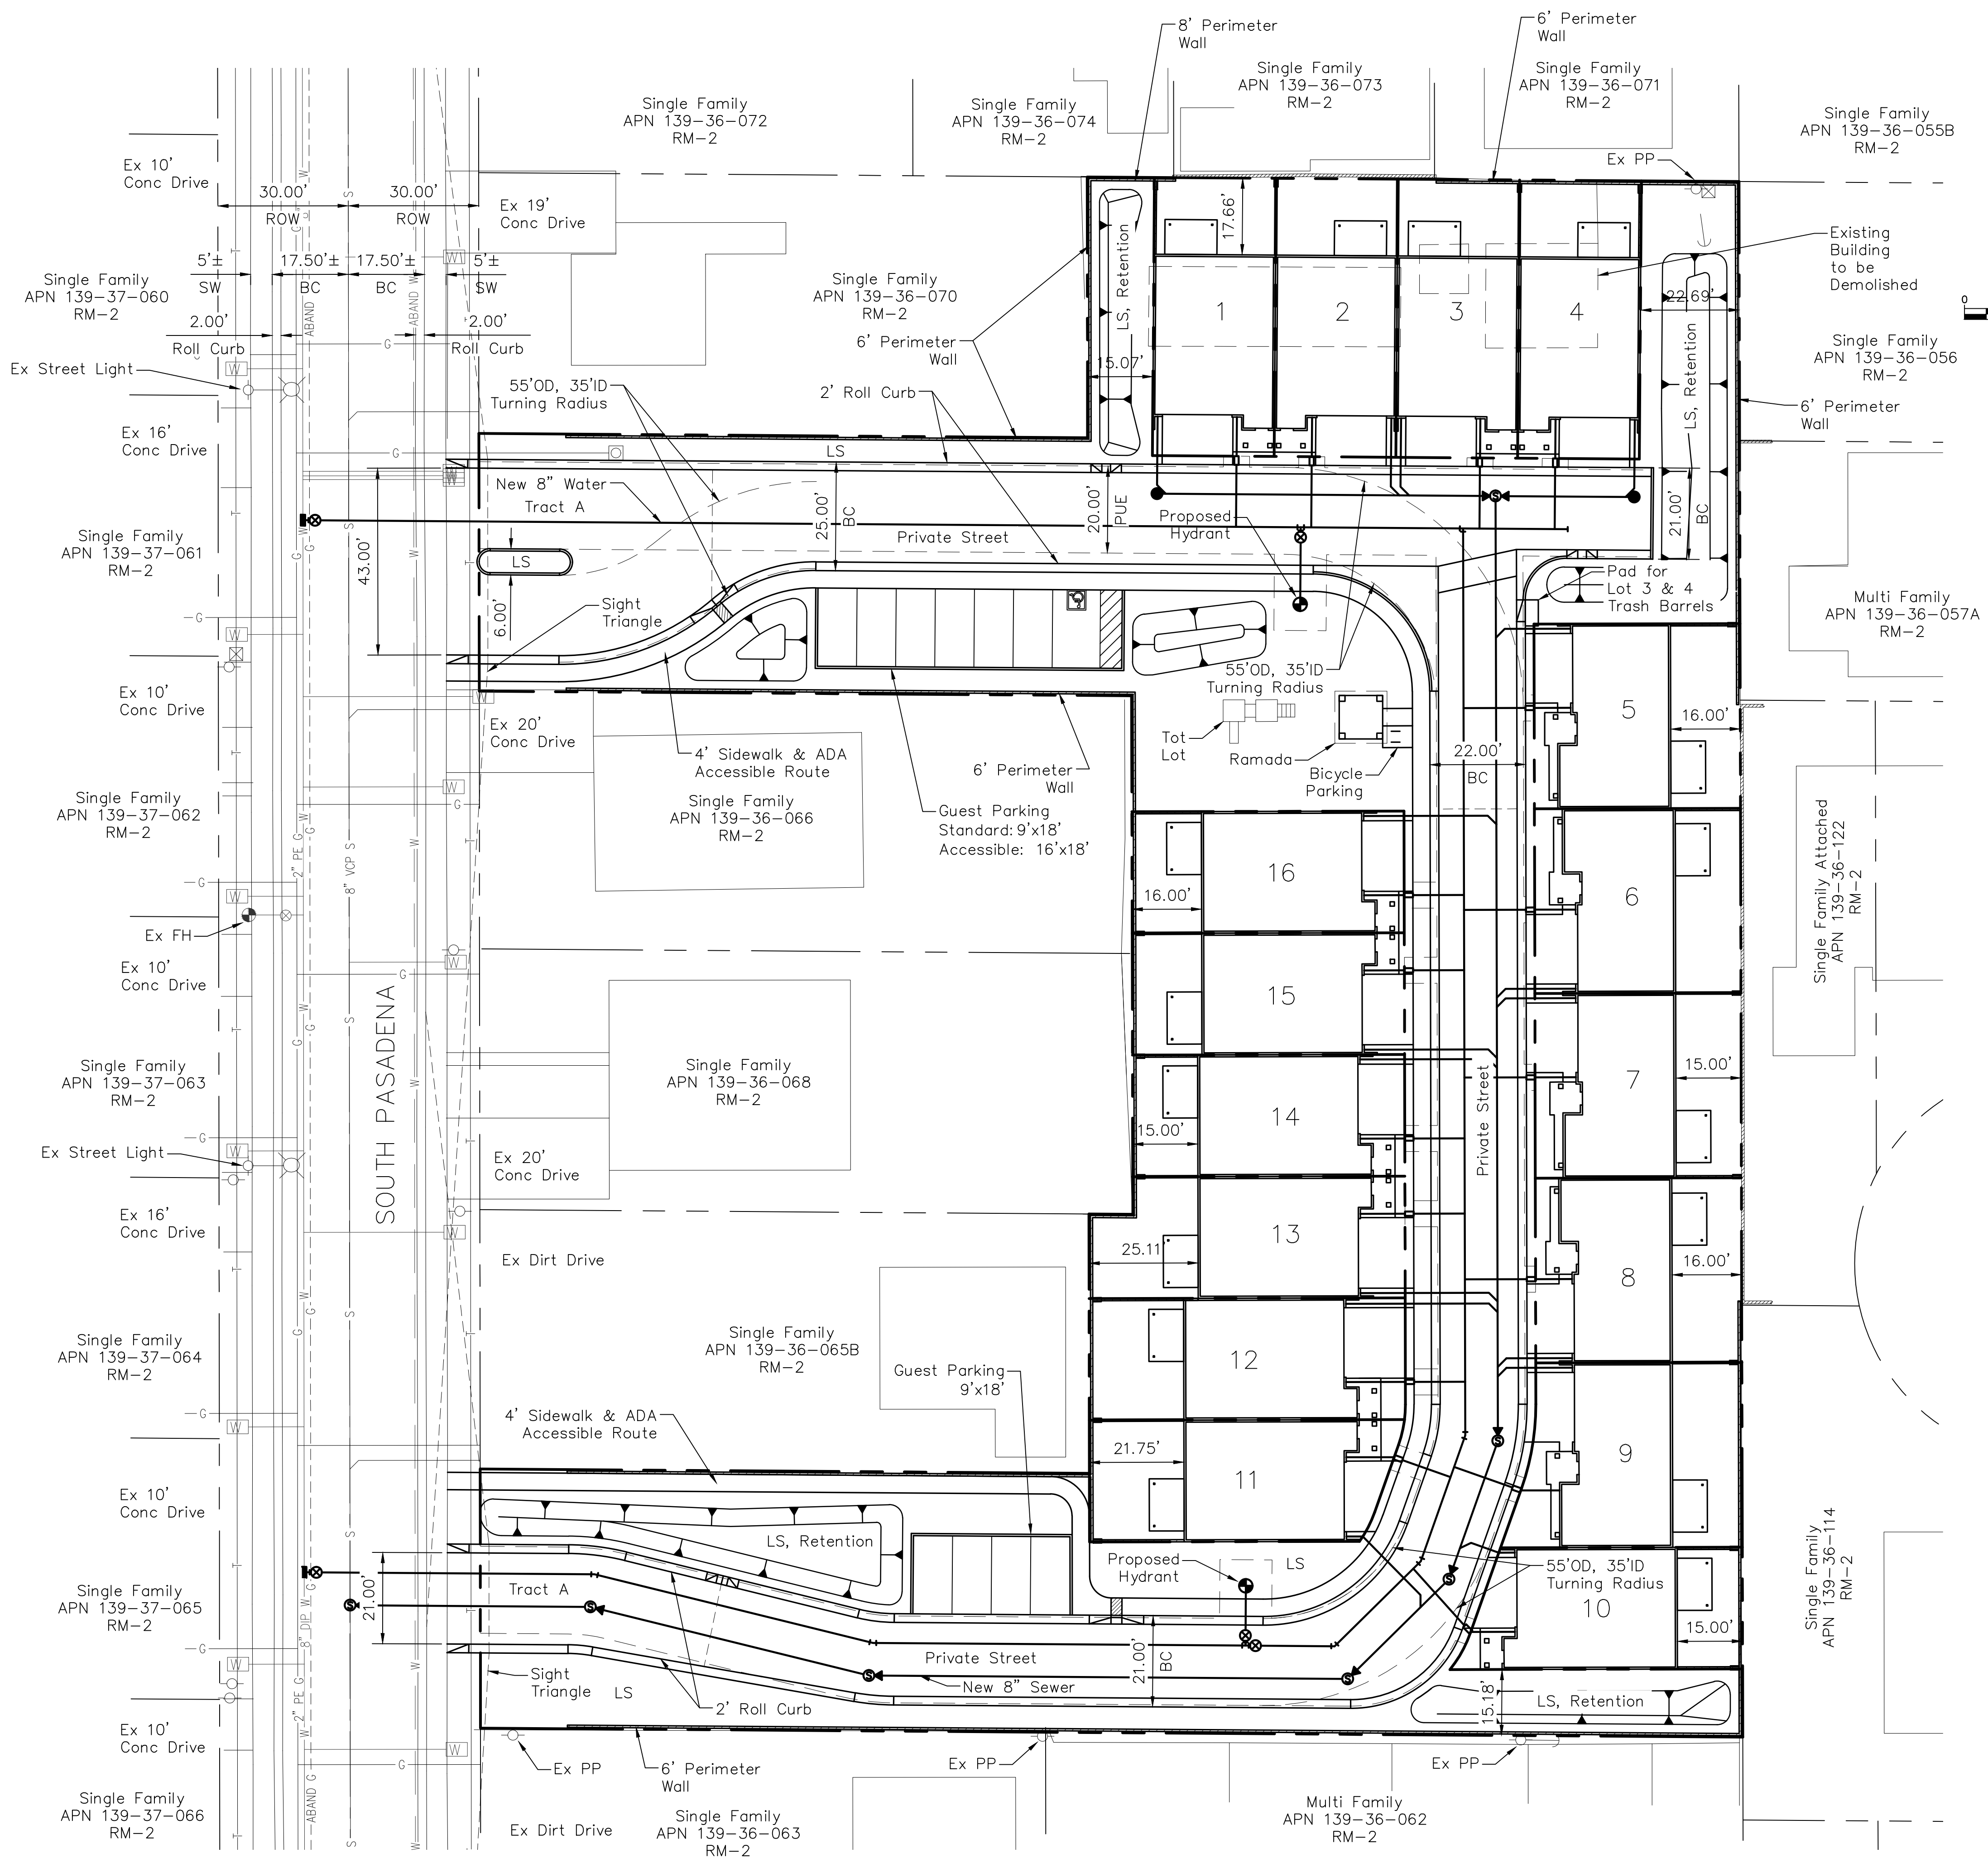 8' Perimeter
Wall
6' Perimeter
Wall
Single Family
APN 139-36-072
RM-2
Single Family
APN 139-36-074
RM-2
Single Family
APN 139-36-073
RM-2
Single Family
APN 139-36-071
RM-2
Single Family
APN 139-36-055B
RM-2
Ex PP
Ex 10'
Conc Drive
30.00'
ROW
30.00'
ROW
Ex 19'
Conc Drive
17.66'
Existing
Building
to be
Demolished
5'±
SW
17.50'±
BC
17.50'±
BC
5'±
SW
Single Family
APN 139-37-060
RM-2
Single Family
APN 139-36-070
RM-2
LS, Retention
1
2
3
4
22.69'
LS, Retention
0
2.00'
Roll Curb
2.00'
Roll Curb
6' Perimeter
Wall
15.07'
Single Family
APN 139-36-056
RM-2
Ex Street Light
55'OD, 35'ID
Turning Radius
2' Roll Curb
6' Perimeter
Wall
Ex 16'
Conc Drive
LS
New 8" Water
Tract A
25.00'
BC
20.00'
PUE
Proposed
Hydrant
21.00'
BC
Private Street
Single Family
APN 139-37-061
RM-2
43.00'
LS
6.00'
Sight
Triangle
Pad for
Lot 3 & 4
Trash Barrels
Multi Family
APN 139-36-057A
RM-2
55'OD, 35'ID
Turning Radius
Ex 10'
Conc Drive
Ex 20'
Conc Drive
4' Sidewalk & ADA
Accessible Route
6' Perimeter
Wall
Tot
Lot
Ramada
Bicycle
Parking
22.00'
BC
5
16.00'
Single Family
APN 139-37-062
RM-2
Single Family
APN 139-36-066
RM-2
Guest Parking
Standard: 9'x18'
Accessible: 16'x18'
2" PE G
8" VCP S
16
16.00'
6
Single Family Attached
APN 139-36-122
RM-2
Ex FH
Ex 10'
Conc Drive
15
SOUTH PASADENA
Single Family
APN 139-37-063
RM-2
Single Family
APN 139-36-068
RM-2
14
15.00'
Private Street
7
15.00'
Ex Street Light
Ex 20'
Conc Drive
Ex 16'
Conc Drive
13
25.11'
Ex Dirt Drive
8
16.00'
Single Family
APN 139-37-064
RM-2
Single Family
APN 139-36-065B
RM-2
12
Guest Parking
9'x18'
4' Sidewalk & ADA
Accessible Route
21.75'
11
9
Ex 10'
Conc Drive
LS, Retention
Single Family
APN 139-36-114
RM-2
Proposed
Hydrant
LS
55'OD, 35'ID
Turning Radius
Single Family
APN 139-37-065
RM-2
21.00'
Tract A
10
15.00'
8" DIP W
Private Street
21.00'
BC
Sight
Triangle
LS
2' Roll Curb
New 8" Sewer
15.18'
LS, Retention
2" PE G
Ex 10'
Conc Drive
Ex PP
6' Perimeter
Wall
Ex PP
Ex PP
Single Family
APN 139-37-066
RM-2
ABAND G
Ex Dirt Drive
Single Family
APN 139-36-063
RM-2
Multi Family
APN 139-36-062
RM-2
ABAND
ABAND W